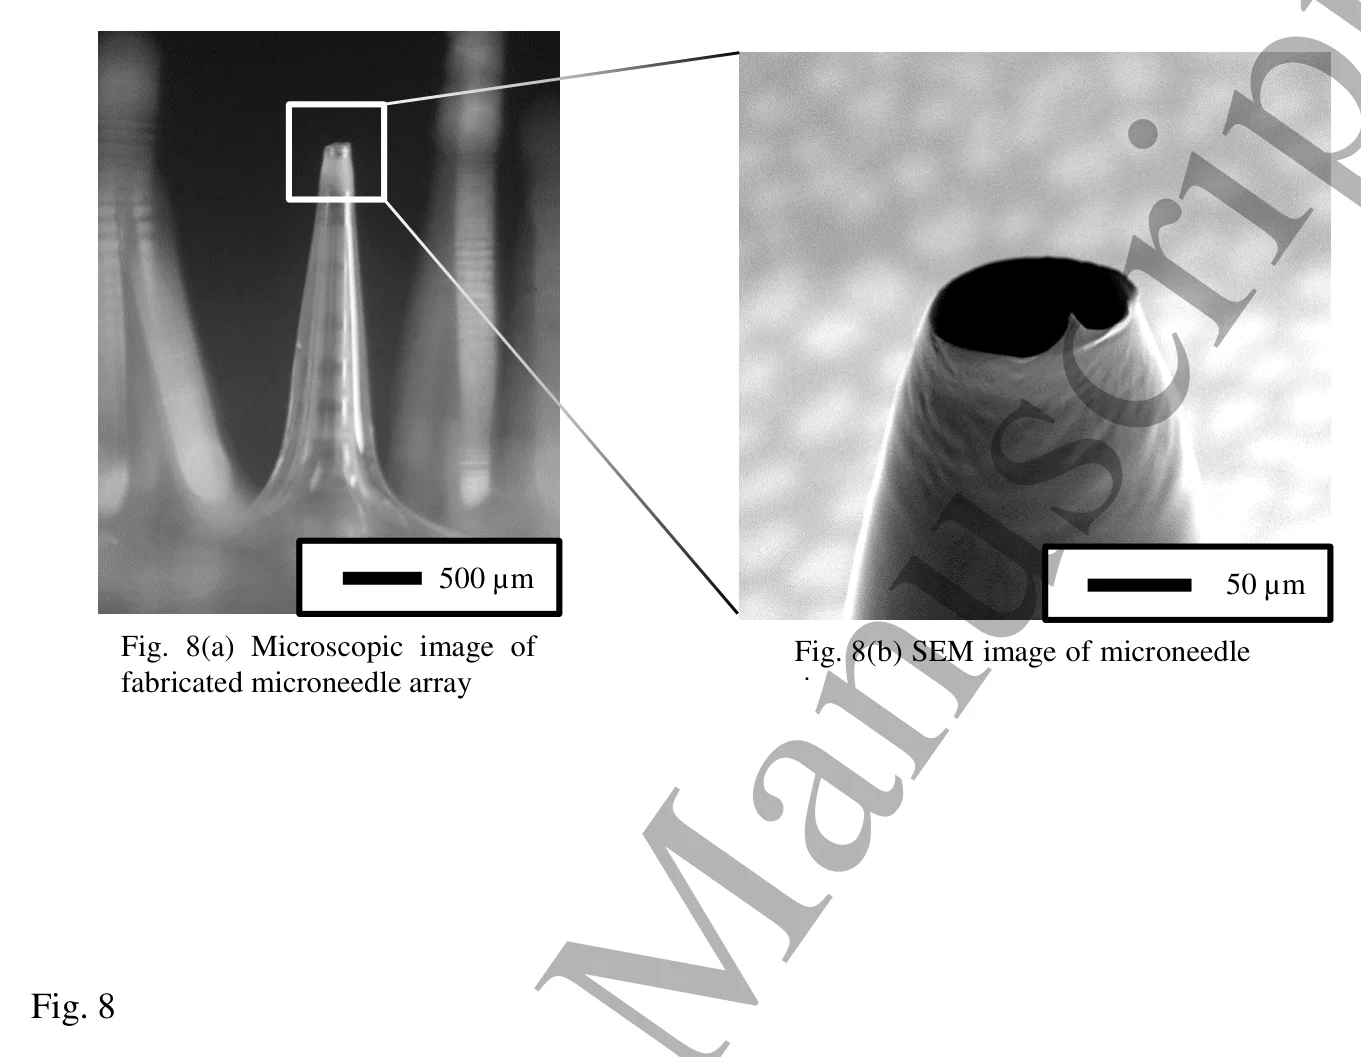 500 µm
50 µm
Fig. 8(a) Microscopic image of
fabricated microneedle array
Fig. 8(b) SEM image of microneedle
.
Manuscrip
Fig. 8